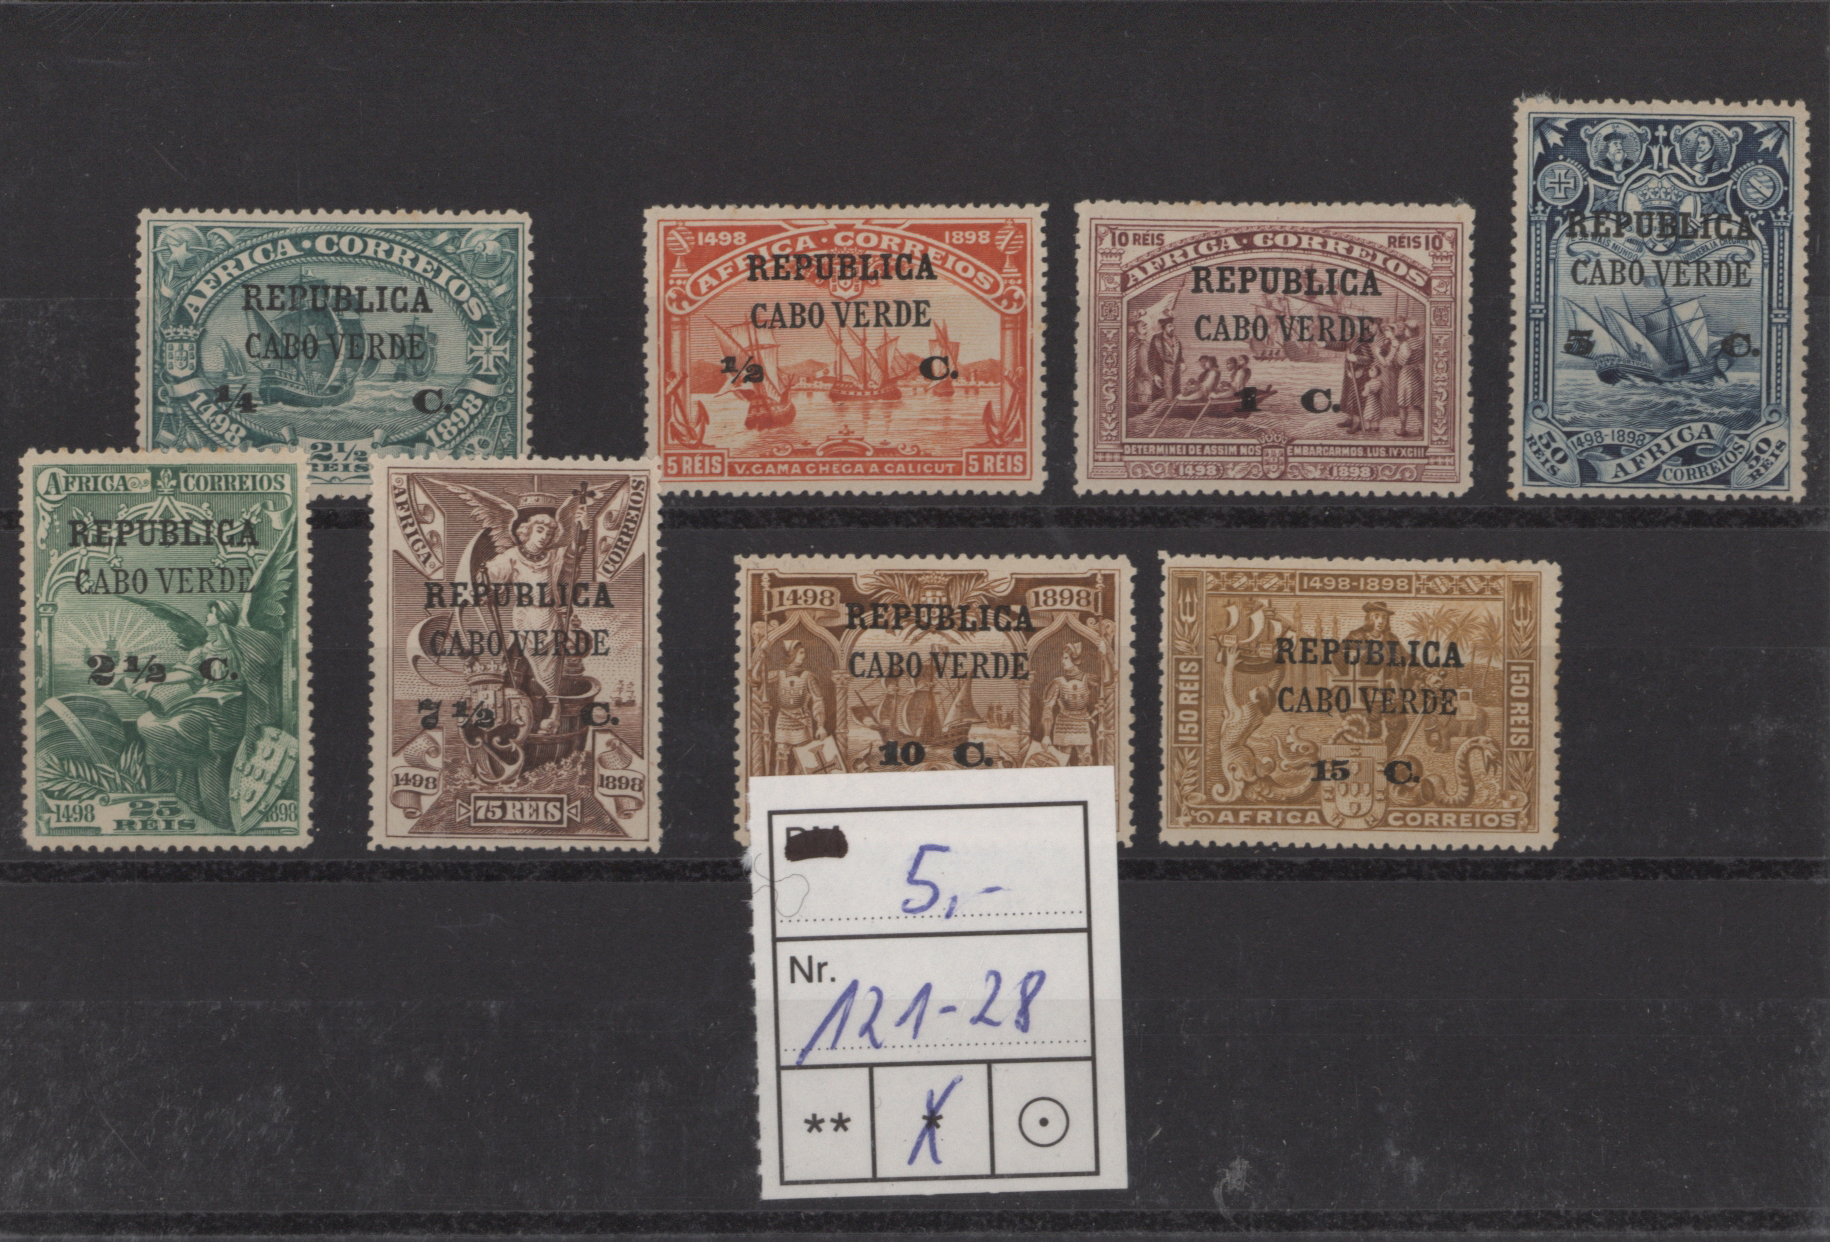 AFRICA · CORREIOS
REPUBLICA
CABO VERDE
¼ C.
1498 1898
2½
REIS
1498 1898
AFRICA · CORREIOS
REPUBLICA
CABO VERDE
½ C.
5 RÉIS V. GAMA CHEGA A CALICUT 5 RÉIS
10 RÉIS RÉIS 10
AFRICA · CORREIOS
REPUBLICA
CABO VERDE
1 C.
DETERMINEI DE ASSIM NOS EMBARCARMOS. LUS. IV XCIII
1498 1898
REPUBLICA
CABO VERDE
5 C.
1498-1898
50 REIS AFRICA CORREIOS 50 REIS
AFRICA CORREIOS
REPUBLICA
CABO VERDE
2½ C.
1498 25 1898
REIS
AFRICA CORREIOS
REPUBLICA
CABO VERDE
7½ C.
1498 1898
75 REIS
1498 1898
REPUBLICA
CABO VERDE
10 C.
1498-1898
REPUBLICA
CABO VERDE
150 REIS 150 REIS
15 C.
AFRICA CORREIOS
5,-
Nr.
121-28
** *